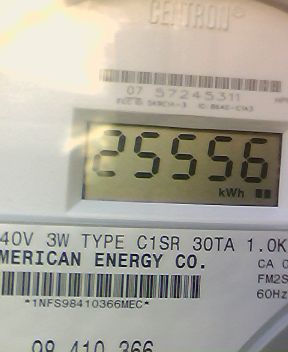 CENTRON®
07 57245311
25556
kWh
40V 3W TYPE C1SR 30TA 1.0K
MERICAN ENERGY CO.
CA 0
FM2S
60Hz
*1NFS98410366MEC*
98 410 366